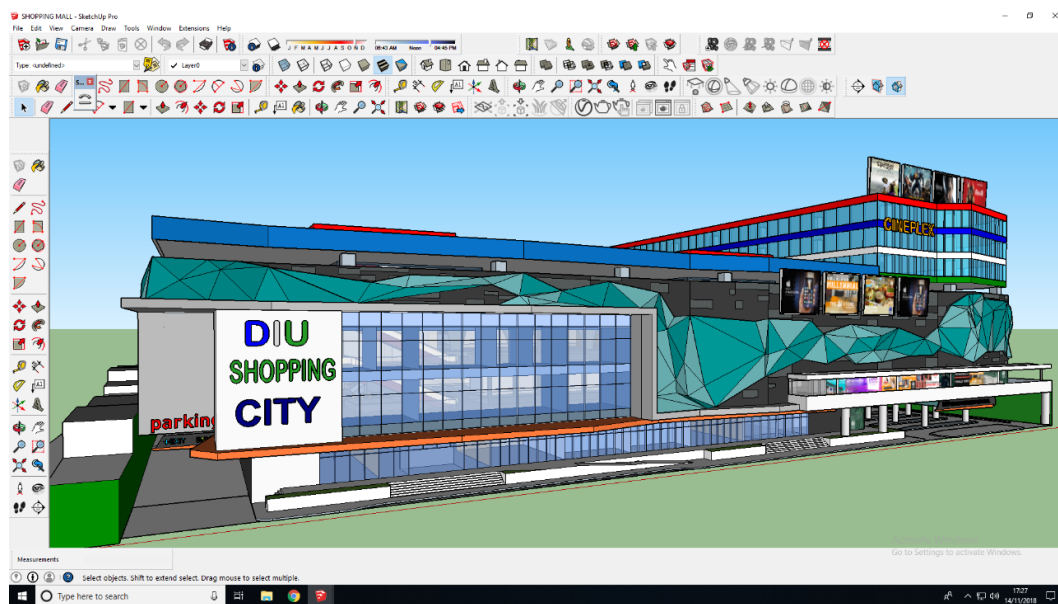 SHOPPING MALL - SketchUp Pro
File Edit View Camera Draw Tools Window Extensions Help
J F M A M J J A S O N D 06:43 AM Noon 04:45 PM
Type: <undefined>
Layer0
S...
CINEPLEX
DIU
SHOPPING
CITY
parking
Measurements
Activate Windows
Go to Settings to activate Windows.
Select objects. Shift to extend select. Drag mouse to select multiple.
Type here to search
17:27
14/11/2018